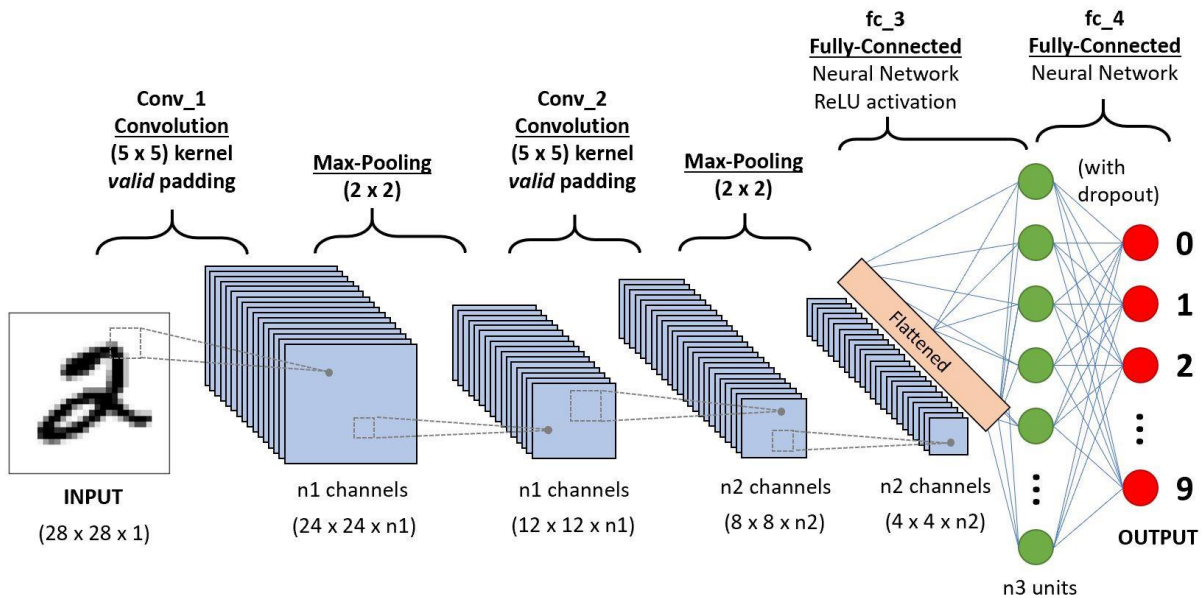 Conv_1
Convolution
(5 x 5) kernel
valid padding
Max-Pooling
(2 x 2)
Conv_2
Convolution
(5 x 5) kernel
valid padding
Max-Pooling
(2 x 2)
fc_3
Fully-Connected
Neural Network
ReLU activation
fc_4
Fully-Connected
Neural Network
(with
dropout)
Flattened
0
1
2
9
OUTPUT
2
INPUT
(28 x 28 x 1)
n1 channels
(24 x 24 x n1)
n1 channels
(12 x 12 x n1)
n2 channels
(8 x 8 x n2)
n2 channels
(4 x 4 x n2)
n3 units